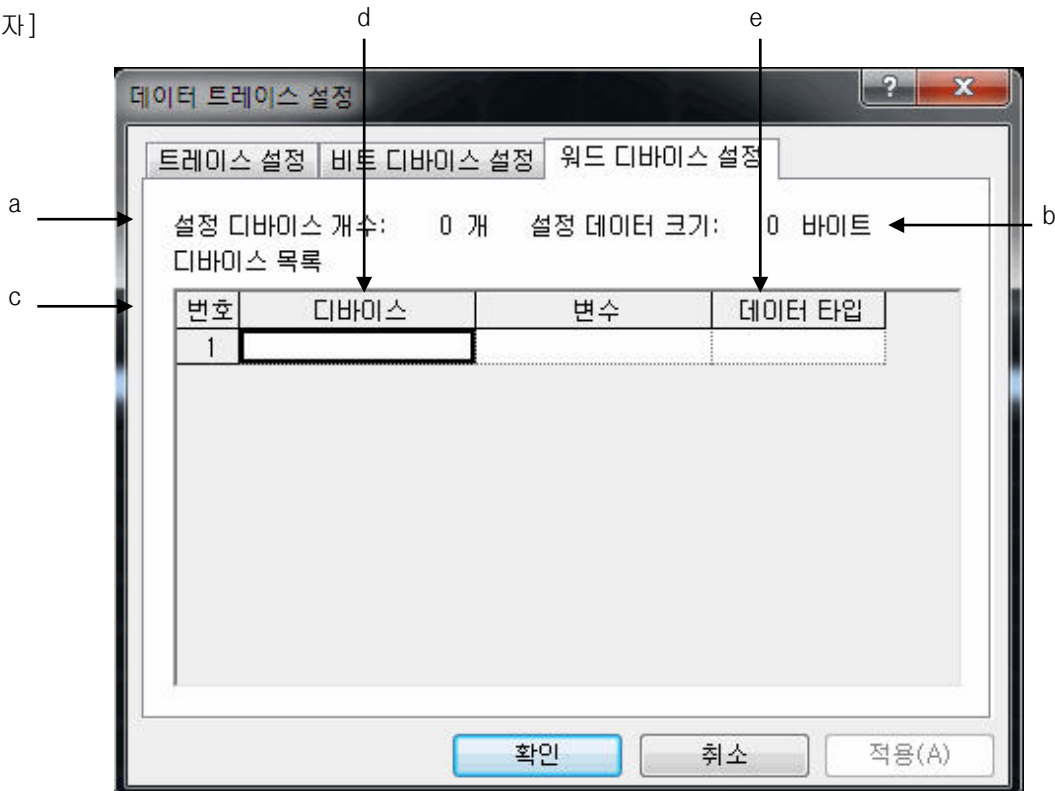 자]
d e
데이터 트레이스 설정
트레이스 설정 비트 디바이스 설정 워드 디바이스 설정
a
설정 디바이스 개수: 0 개 설정 데이터 크기: 0 바이트
b
디바이스 목록
c
번호 디바이스 변수 데이터 타입
1
확인 취소 적용(A)